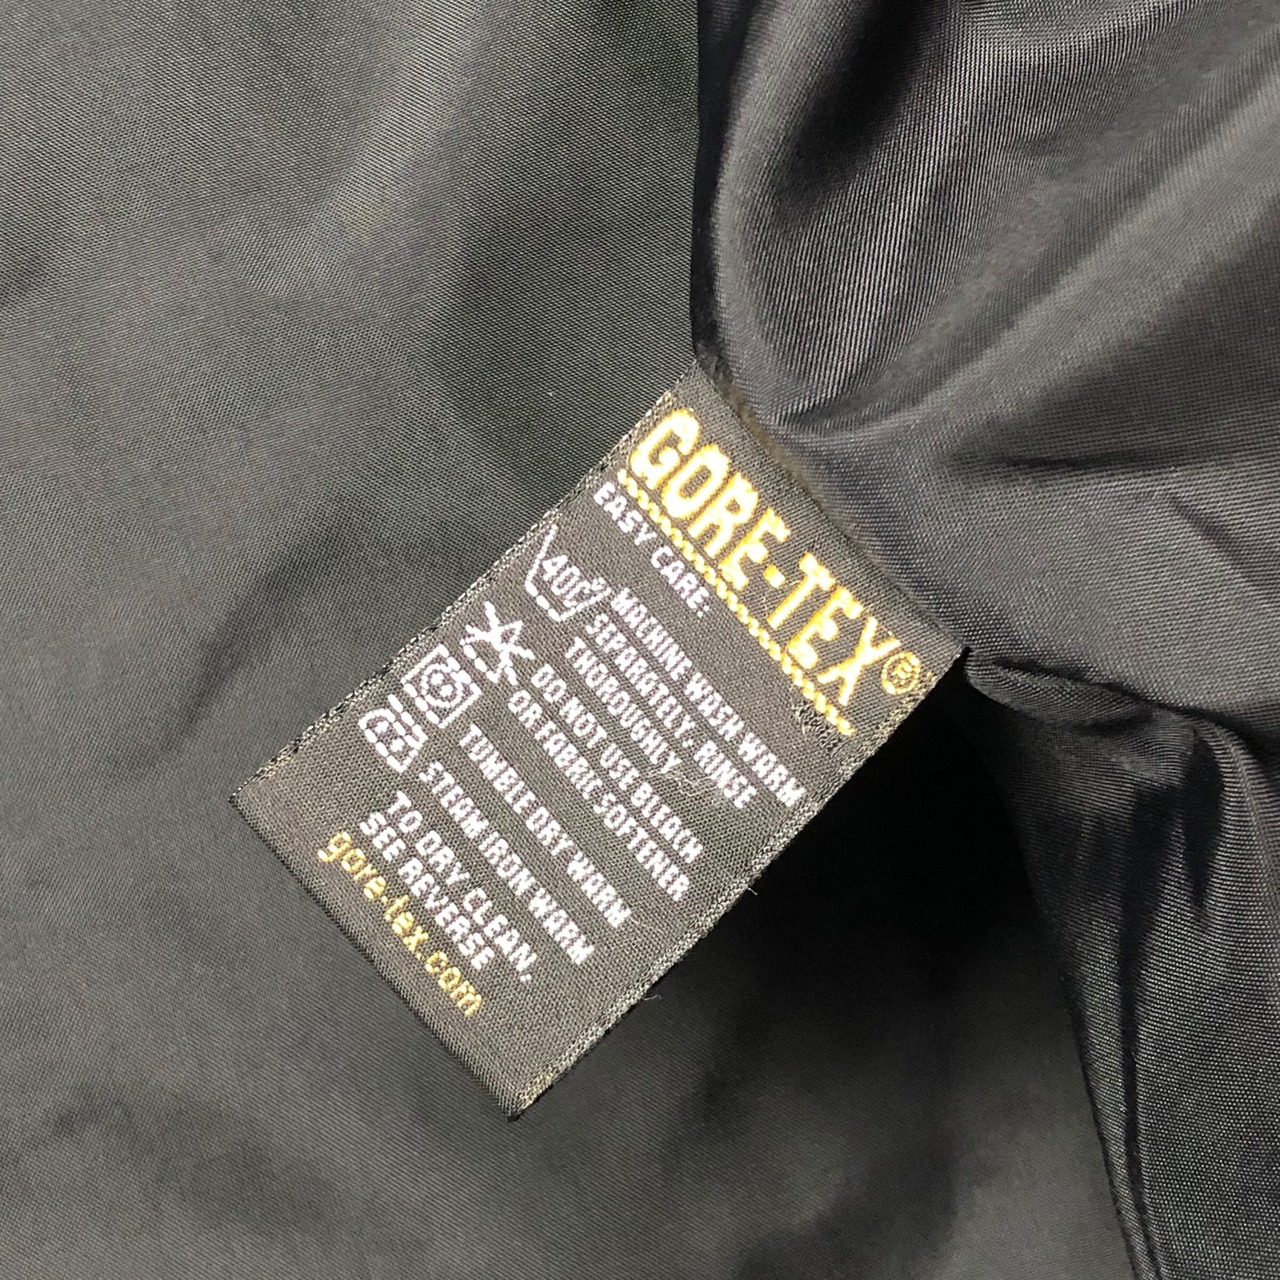 GORE-TEX®
EASY CARE:
40C°
MACHINE WASH WARM
SEPARATELY, RINSE
THOROUGHLY
DO NOT USE BLEACH
OR FABRIC SOFTENER
TUMBLE DRY WARM
STEAM IRON WARM
TO DRY CLEAN,
SEE REVERSE
gore-tex.com